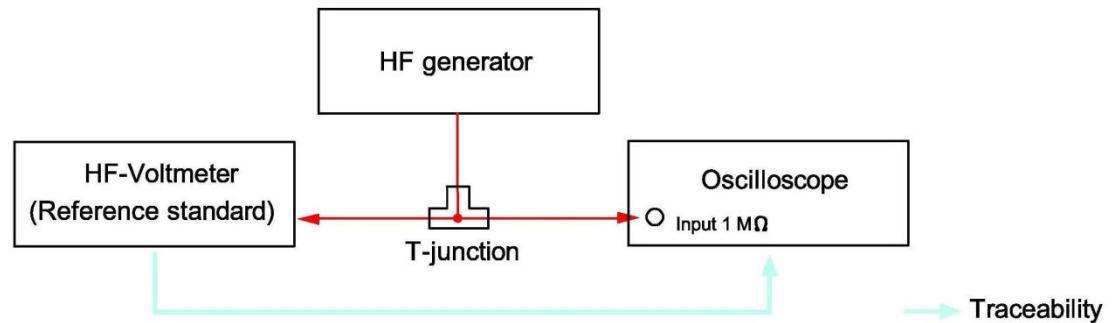 HF generator
HF-Voltmeter
(Reference standard)
Oscilloscope
Input 1 MΩ
T-junction
Traceability